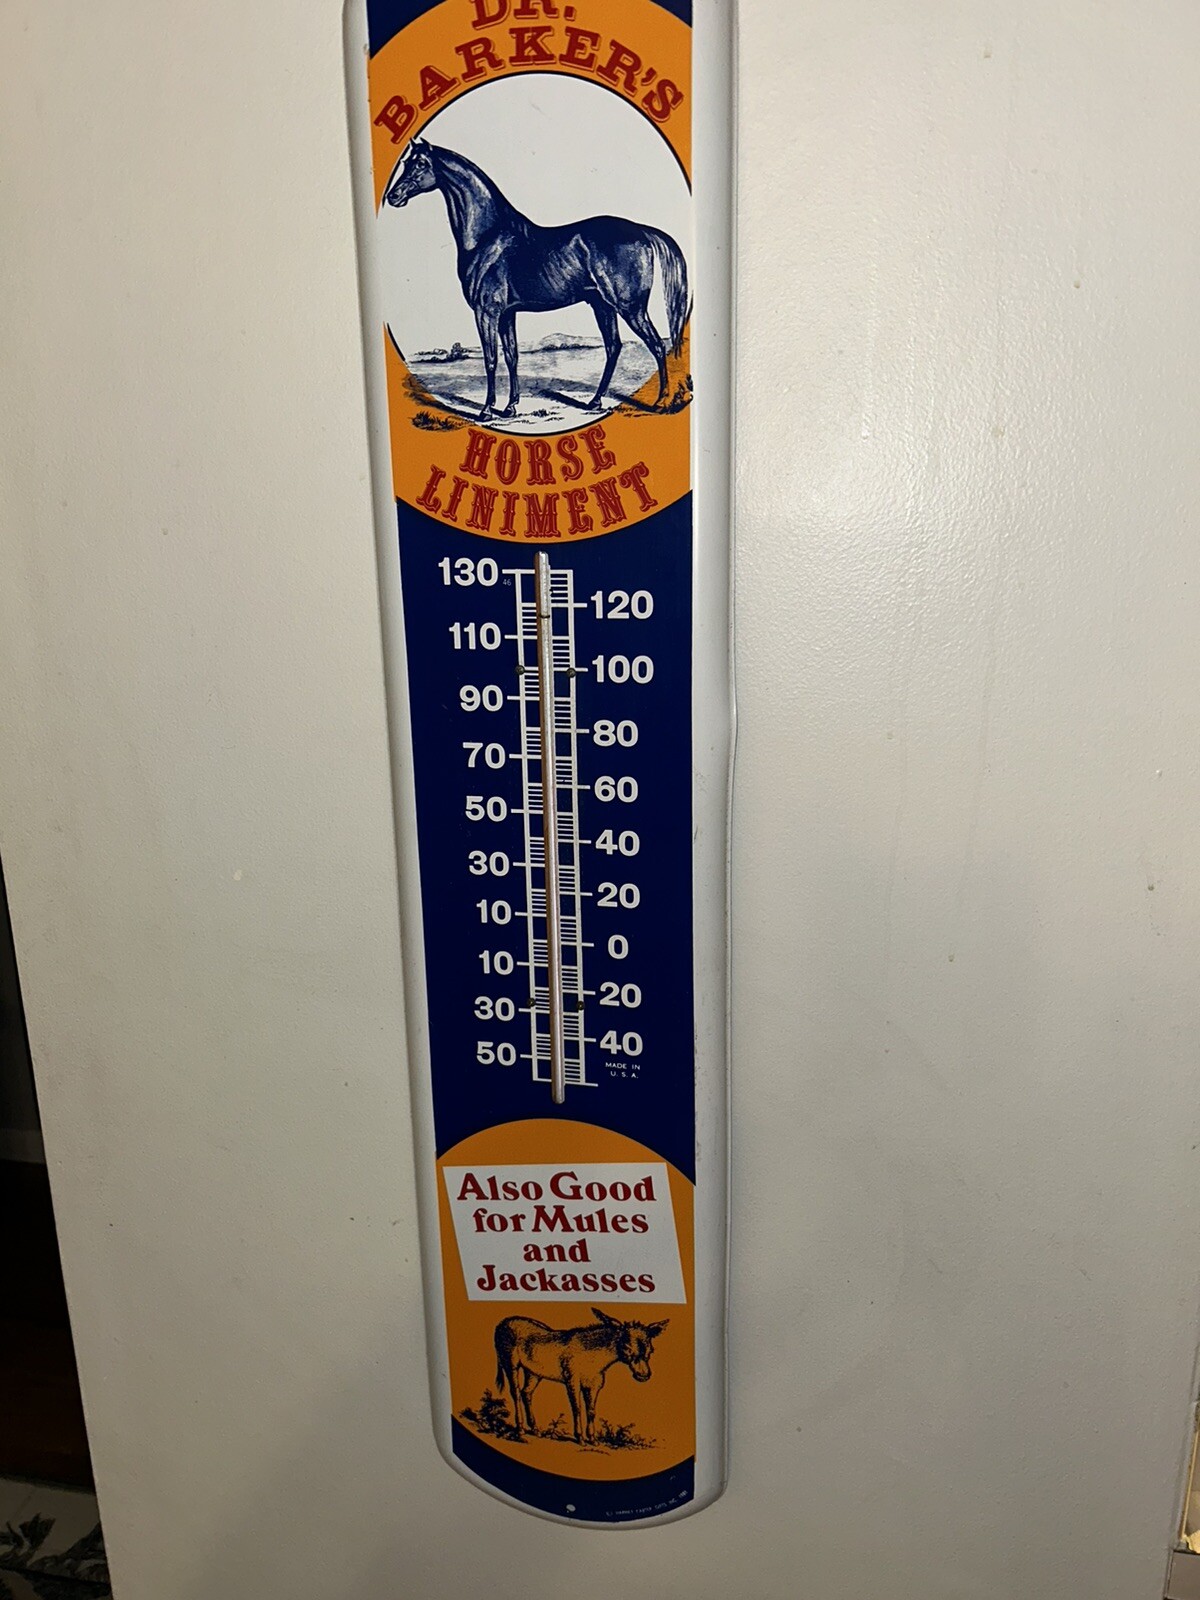 DR.
BARKER'S
HORSE
LINIMENT
130
46
120
110
100
90
80
70
60
50
40
30
20
10
0
10
20
30
40
50
MADE IN
U. S. A.
Also Good
for Mules
and
Jackasses